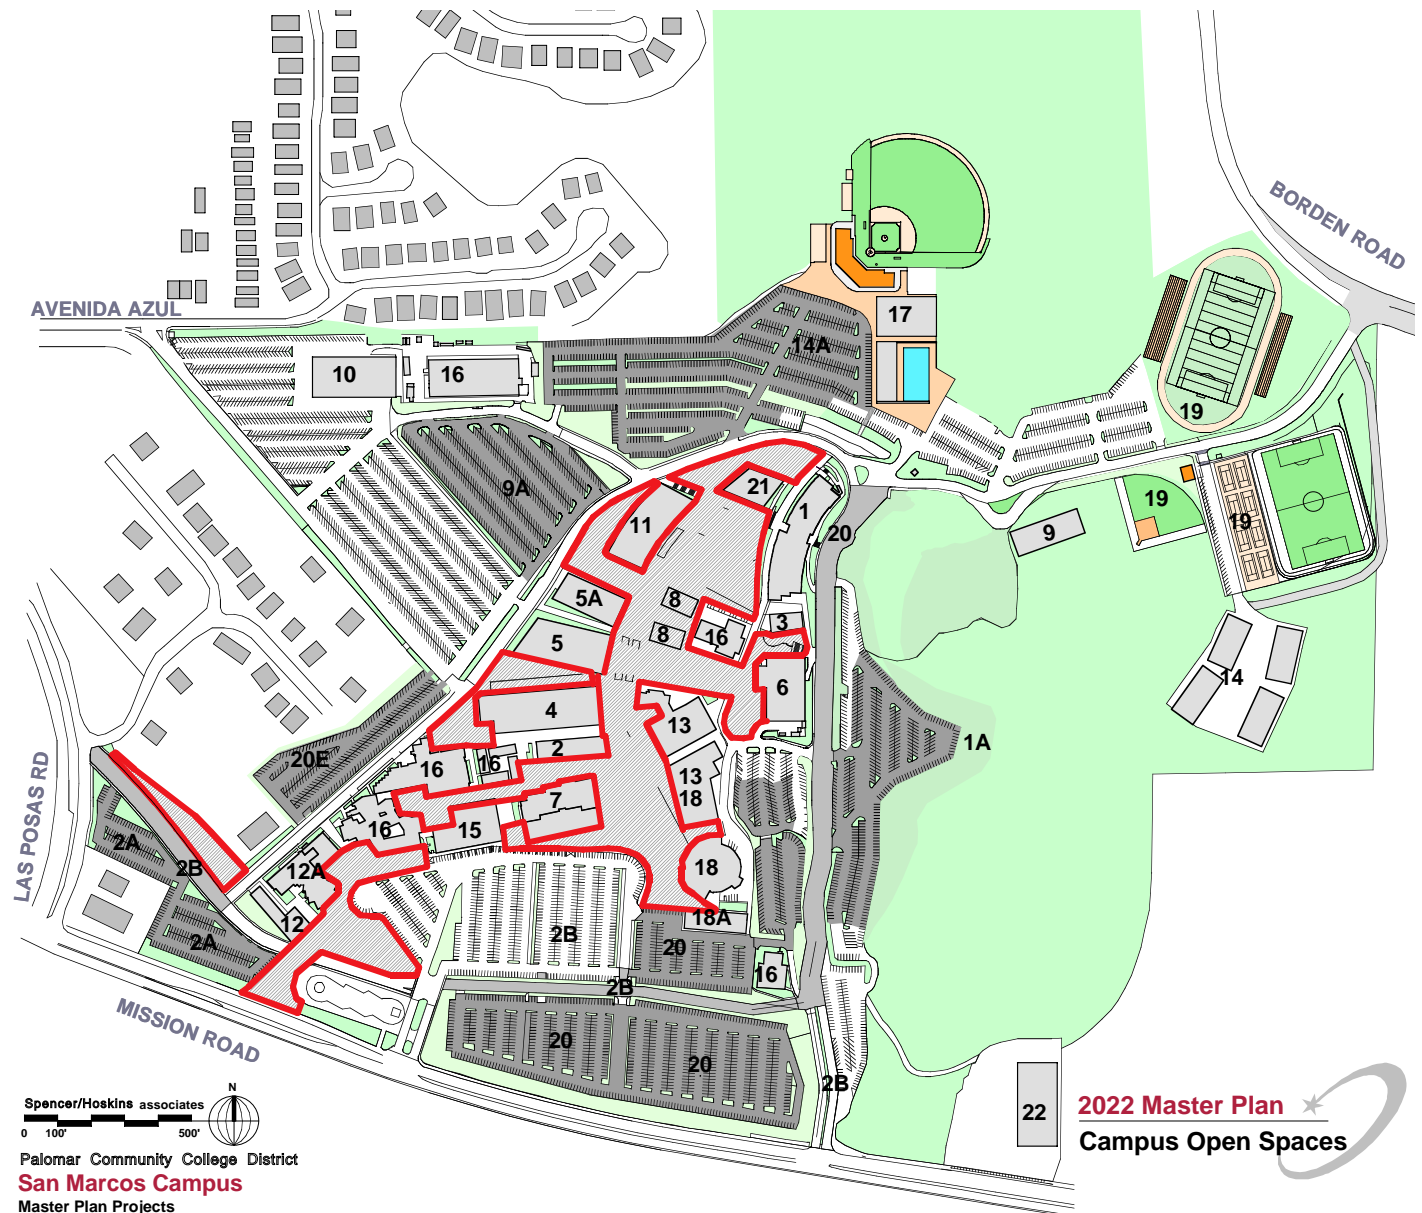 BORDEN ROAD
AVENIDA AZUL
17
14A
10
16
19
9A
21
11
1
20
19
19
9
5A
8
3
8
16
5
14
6
4
13
1A
2
16
16
20E
13
18
7
LAS POSAS RD
16
15
2A
2B
12A
18
12
18A
2A
2B
20
16
2B
MISSION ROAD
20
20
2B
22
N
Spencer/Hoskins associates
0 100' 500'
Palomar Community College District
San Marcos Campus
Master Plan Projects
2022 Master Plan
Campus Open Spaces